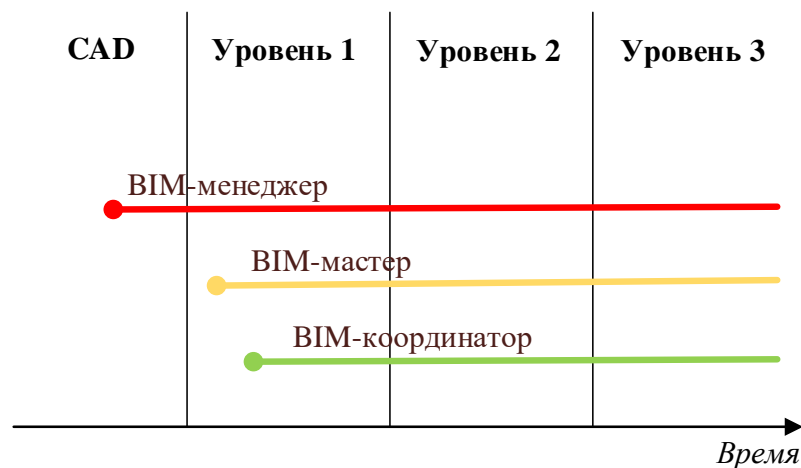 CAD Уровень 1 Уровень 2 Уровень 3
BIM-менеджер
BIM-мастер
BIM-координатор
Время